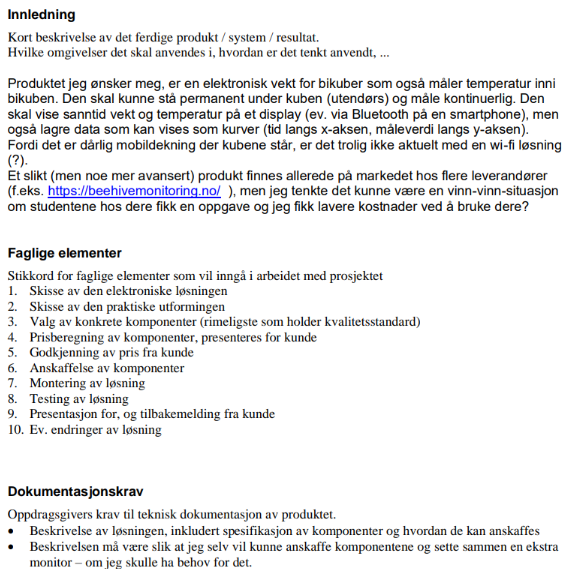 Innledning
Kort beskrivelse av det ferdige produkt / system / resultat.
Hvilke omgivelser det skal anvendes i, hvordan er det tenkt anvendt, ...
Produktet jeg ønsker meg, er en elektronisk vekt for bikuber som også måler temperatur inni
bikuben. Den skal kunne stå permanent under kuben (utendørs) og måle kontinuerlig. Den
skal vise sanntid vekt og temperatur på et display (ev. via Bluetooth på en smartphone), men
også lagre data som kan vises som kurver (tid langs x-aksen, måleverdi langs y-aksen).
Fordi det er dårlig mobildekning der kubene står, er det trolig ikke aktuelt med en wi-fi løsning
(?).
Et slikt (men noe mer avansert) produkt finnes allerede på markedet hos flere leverandører
(f.eks. https://beehivemonitoring.no/ ), men jeg tenkte det kunne være en vinn-vinn-situasjon
om studentene hos dere fikk en oppgave og jeg fikk lavere kostnader ved å bruke dere?
Faglige elementer
Stikkord for faglige elementer som vil inngå i arbeidet med prosjektet
1. Skisse av den elektroniske løsningen
2. Skisse av den praktiske utformingen
3. Valg av konkrete komponenter (rimeligste som holder kvalitetsstandard)
4. Prisberegning av komponenter, presenteres for kunde
5. Godkjenning av pris fra kunde
6. Anskaffelse av komponenter
7. Montering av løsning
8. Testing av løsning
9. Presentasjon for, og tilbakemelding fra kunde
10. Ev. endringer av løsning
Dokumentasjonskrav
Oppdragsgivers krav til teknisk dokumentasjon av produktet.
• Beskrivelse av løsningen, inkludert spesifikasjon av komponenter og hvordan de kan anskaffes
• Beskrivelsen må være slik at jeg selv vil kunne anskaffe komponentene og sette sammen en ekstra
monitor – om jeg skulle ha behov for det.